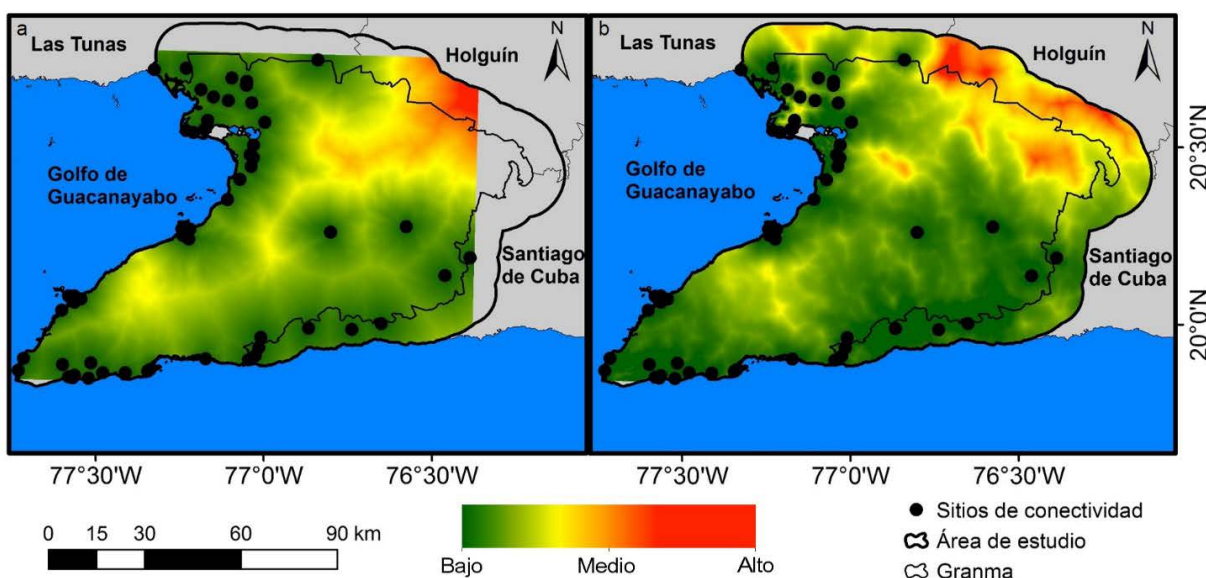 a
Las Tunas
Holguín
N
Golfo de
Guacanayabo
Santiago
de Cuba
b
Las Tunas
Holguín
N
Golfo de
Guacanayabo
Santiago
de Cuba
20°30'N
20°0'N
77°30'W 77°0'W 76°30'W
77°30'W 77°0'W 76°30'W
0 15 30 60 90 km
Bajo Medio Alto
Sitios de conectividad
Área de estudio
Granma